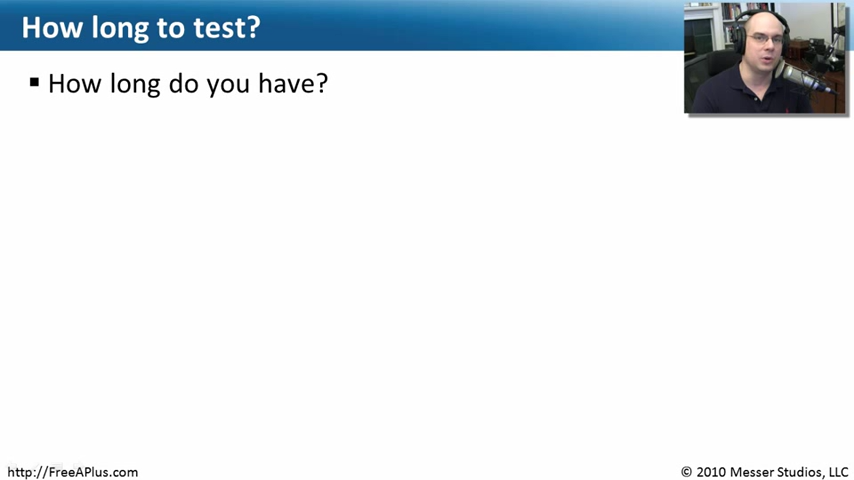 How long to test?
▪ How long do you have?
http://FreeAPlus.com
© 2010 Messer Studios, LLC